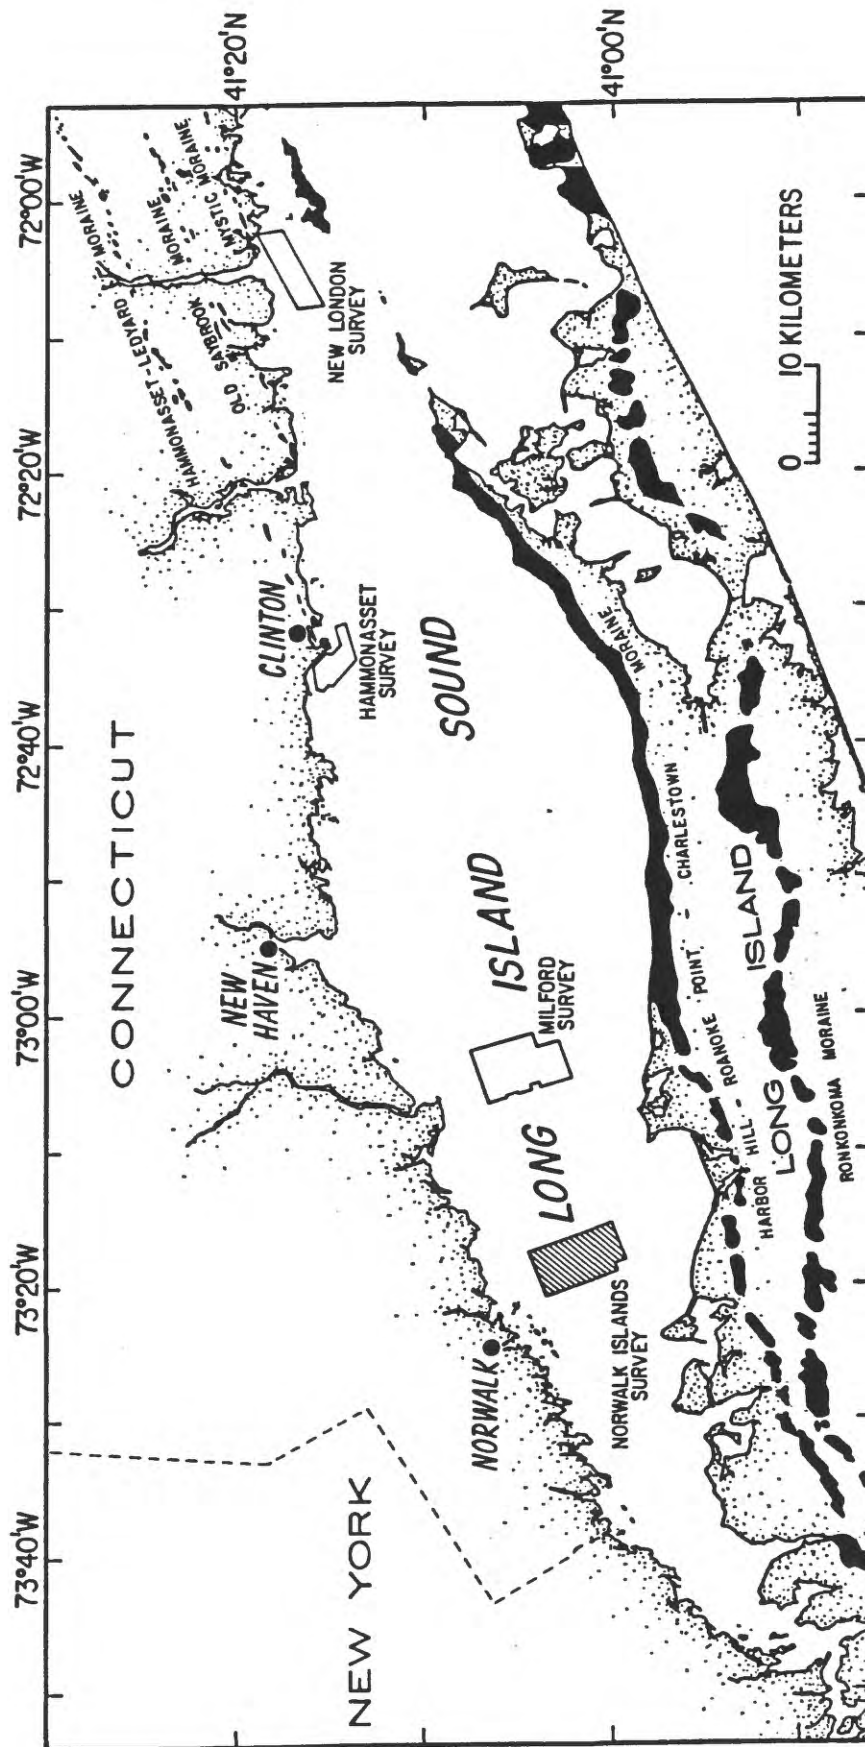 73°40'W
73°20'W
73°00'W
72°40'W
72°20'W
72°00'W
41°20'N
41°00'N
CONNECTICUT
NEW YORK
NEW
HAVEN
CLINTON
NORWALK
HAMMONASSET-LEDYARD MORAINE
OLD SAYBROOK MORAINE
MYSTIC MORAINE
NEW LONDON
SURVEY
HAMMONASSET
SURVEY
MILFORD
SURVEY
NORWALK ISLANDS
SURVEY
LONG ISLAND SOUND
HARBOR HILL - ROANOKE POINT - CHARLESTOWN MORAINE
LONG ISLAND
RONKONKOMA MORAINE
0 10 KILOMETERS